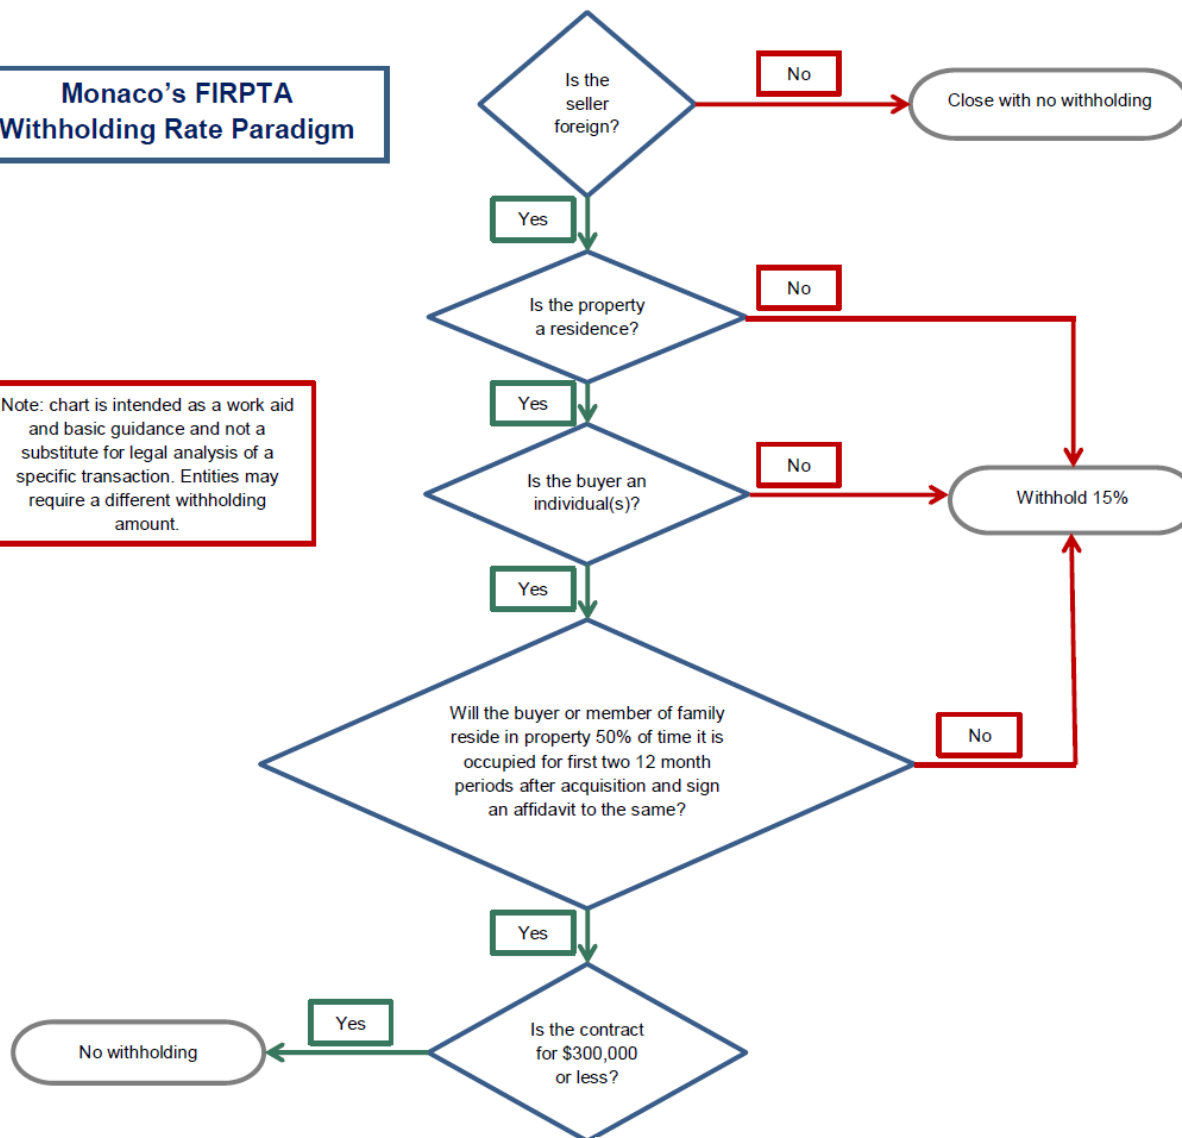 Monaco's FIRPTA
Withholding Rate Paradigm
Is the
seller
foreign?
No
Close with no withholding
Yes
Is the property
a residence?
No
Yes
Note: chart is intended as a work aid
and basic guidance and not a
substitute for legal analysis of a
specific transaction. Entities may
require a different withholding
amount.
Is the buyer an
individual(s)?
No
Withhold 15%
Yes
Will the buyer or member of family
reside in property 50% of time it is
occupied for first two 12 month
periods after acquisition and sign
an affidavit to the same?
No
Yes
Is the contract
for $300,000
or less?
Yes
No withholding